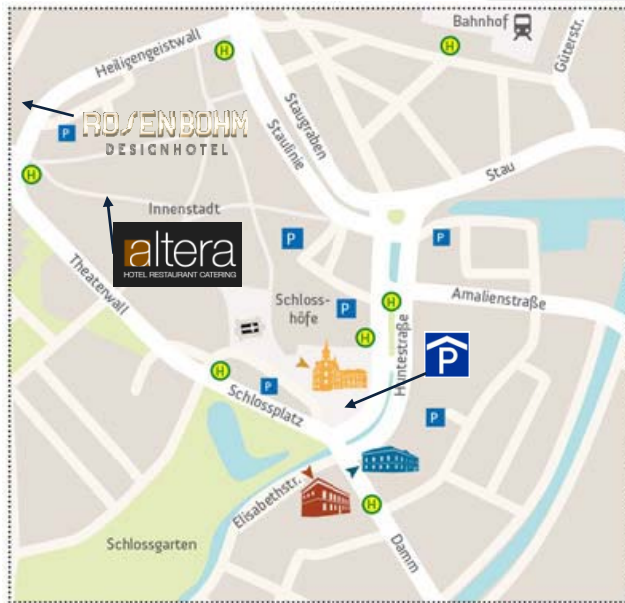 Bahnhof
Güterstr.
Heiligengeistwall
H
H
Staugraben
Staulinie
P
ROSENBOHM
DESIGNHOTEL
H
Stau
Innenstadt
P
P
altera
HOTEL RESTAURANT CATERING
Theaterwall
Amalienstraße
Schloss-
höfe
P
H
H
P
Huntestraße
H
P
Schlossplatz
P
Elisabethstr.
H
Schlossgarten
Damm